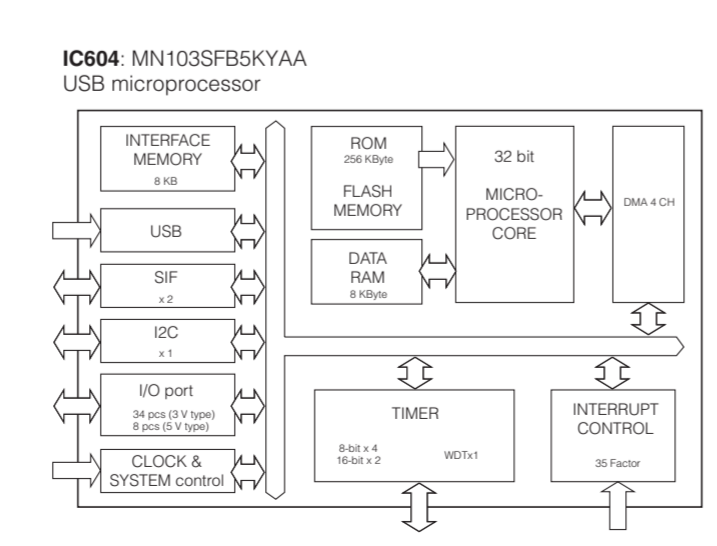 IC604: MN103SFB5KYAA
USB microprocessor
INTERFACE
MEMORY
8 KB
USB
SIF
x 2
I2C
x 1
I/O port
34 pcs (3 V type)
8 pcs (5 V type)
CLOCK &
SYSTEM control
ROM
256 KByte
FLASH
MEMORY
DATA
RAM
8 KByte
32 bit
MICRO-
PROCESSOR
CORE
DMA 4 CH
TIMER
8-bit x 4
16-bit x 2
WDTx1
INTERRUPT
CONTROL
35 Factor